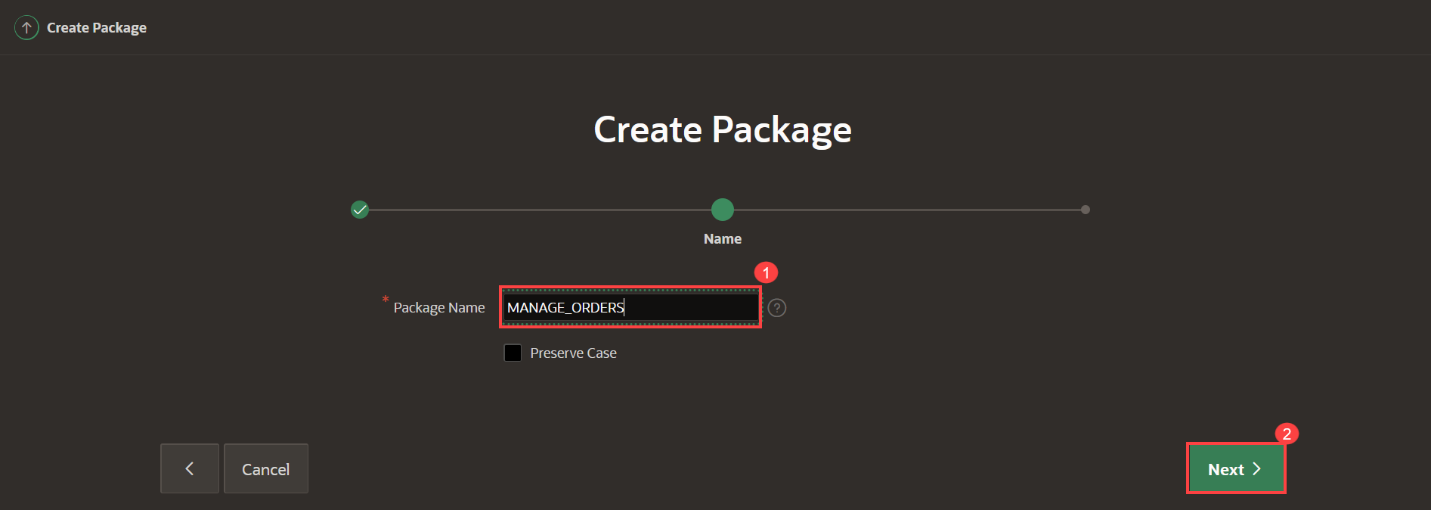 Create Package
Create Package
Name
1
* Package Name MANAGE_ORDERS ?
Preserve Case
2
Cancel
Next